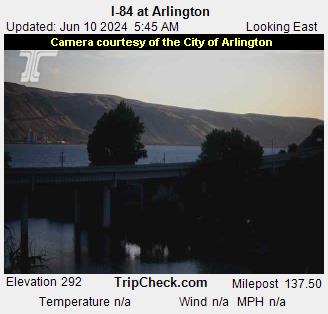 I-84 at Arlington
Updated: Jun 10 2024 5:45 AM Looking East
Camera courtesy of the City of Arlington
Elevation 292 TripCheck.com Milepost 137.50
Temperature n/a Wind n/a MPH n/a